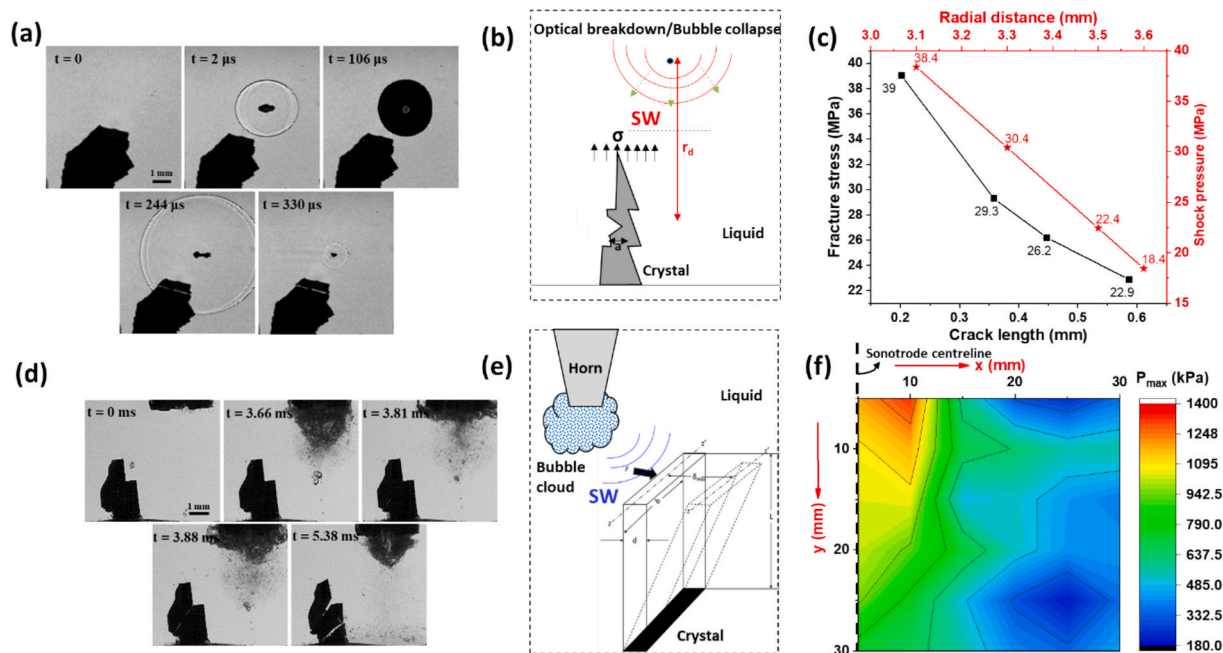 (a)
t = 0
t = 2 µs
t = 106 µs
1 mm
t = 244 µs
t = 330 µs
(b)
Optical breakdown/Bubble collapse
SW
σ
r_d
a
Liquid
Crystal
(c)
Radial distance (mm)
3.0 3.1 3.2 3.3 3.4 3.5 3.6
Fracture stress (MPa)
40
38
36
34
32
30
28
26
24
22
38.4
39
30.4
29.3
26.2
22.4
22.9
18.4
40
35
30
25
20
15
Shock pressure (MPa)
0.2 0.3 0.4 0.5 0.6
Crack length (mm)
(d)
t = 0 ms
t = 3.66 ms
t = 3.81 ms
1 mm
t = 3.88 ms
t = 5.38 ms
(e)
Horn
Liquid
Bubble
cloud
SW
F
z'
z'
z'
b
d
L
Crystal
(f)
Sonotrode centreline
x (mm)
10 20 30
y (mm)
10
20
30
P_max (kPa)
1400
1248
1095
942.5
790.0
637.5
485.0
332.5
180.0